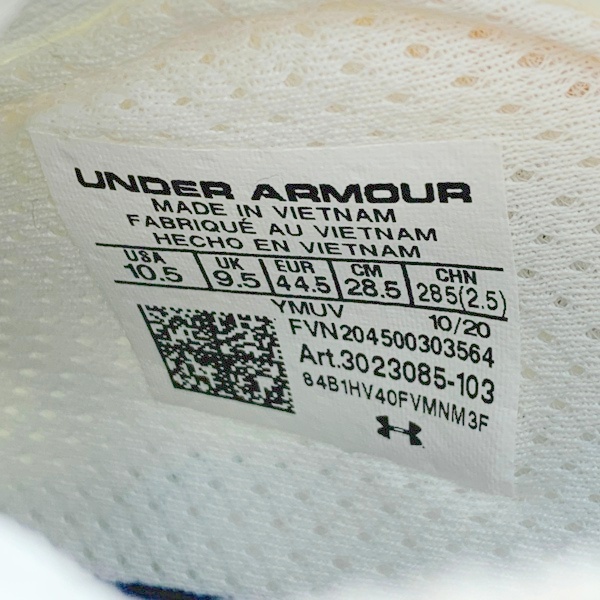 UNDER ARMOUR
MADE IN VIETNAM
FABRIQUÉ AU VIETNAM
HECHO EN VIETNAM
USA UK EUR CM CHN
10.5 9.5 44.5 28.5 285(2.5)
YMUV 10/20
FVN204500303564
Art.3023085-103
84B1HV40FVMNM3F